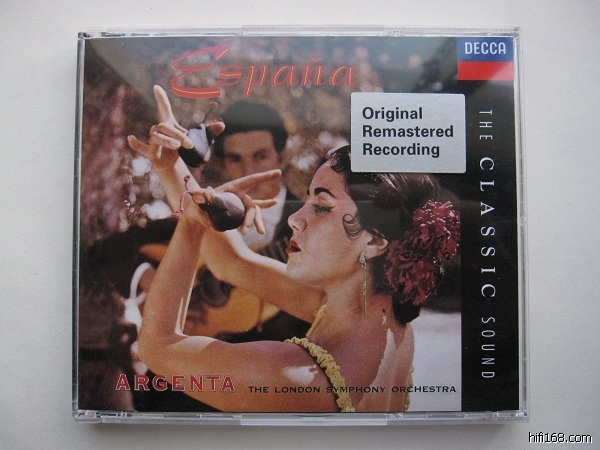 España
DECCA
Original
Remastered
Recording
THE CLASSIC SOUND
ARGENTA THE LONDON SYMPHONY ORCHESTRA
hifi168.com